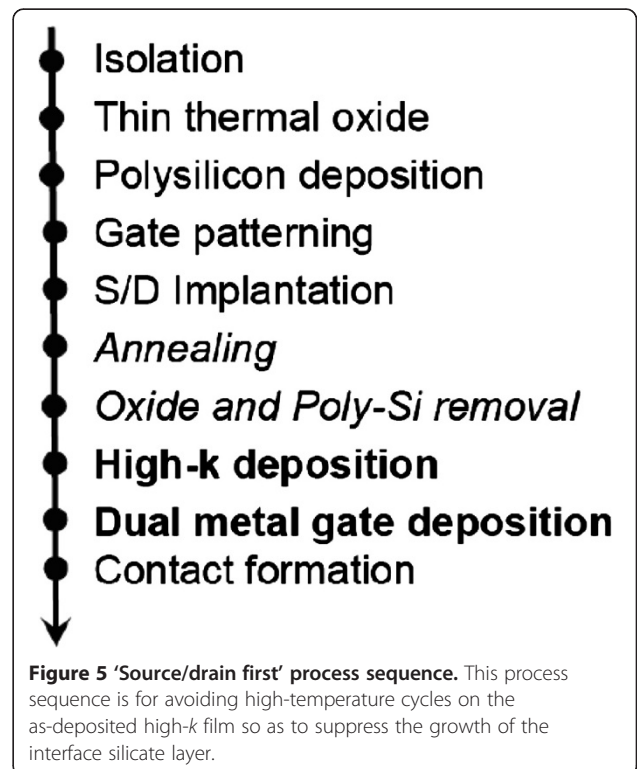 Isolation
Thin thermal oxide
Polysilicon deposition
Gate patterning
S/D Implantation
Annealing
Oxide and Poly-Si removal
High-k deposition
Dual metal gate deposition
Contact formation
Figure 5 ‘Source/drain first’ process sequence. This process
sequence is for avoiding high-temperature cycles on the
as-deposited high-k film so as to suppress the growth of the
interface silicate layer.